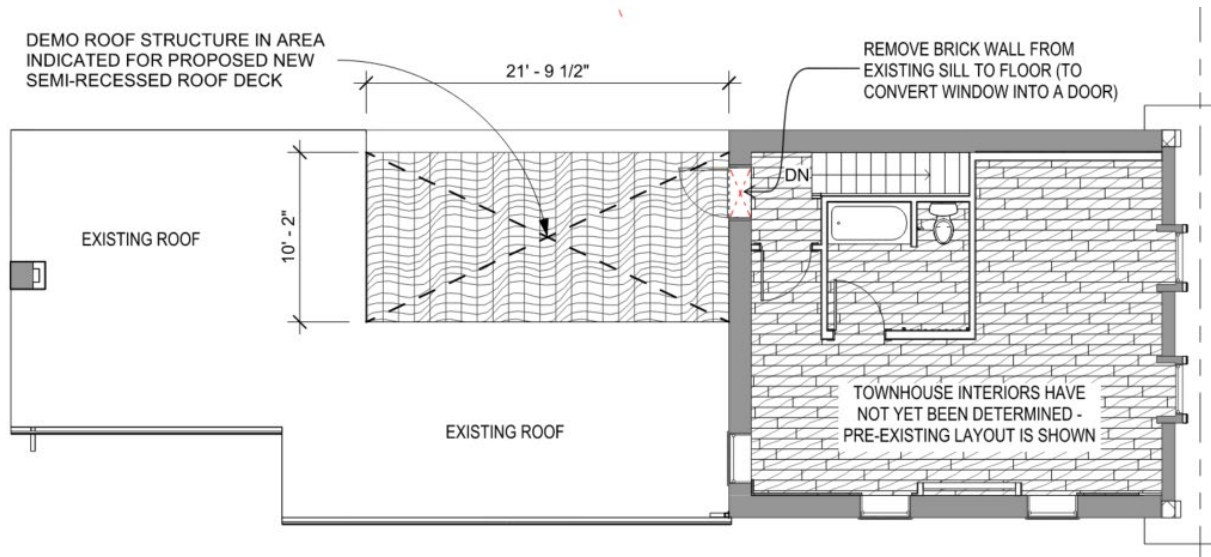 DEMO ROOF STRUCTURE IN AREA
INDICATED FOR PROPOSED NEW
SEMI-RECESSED ROOF DECK
21' - 9 1/2"
REMOVE BRICK WALL FROM
EXISTING SILL TO FLOOR (TO
CONVERT WINDOW INTO A DOOR)
DN
EXISTING ROOF
10' - 2"
TOWNHOUSE INTERIORS HAVE
NOT YET BEEN DETERMINED -
PRE-EXISTING LAYOUT IS SHOWN
EXISTING ROOF